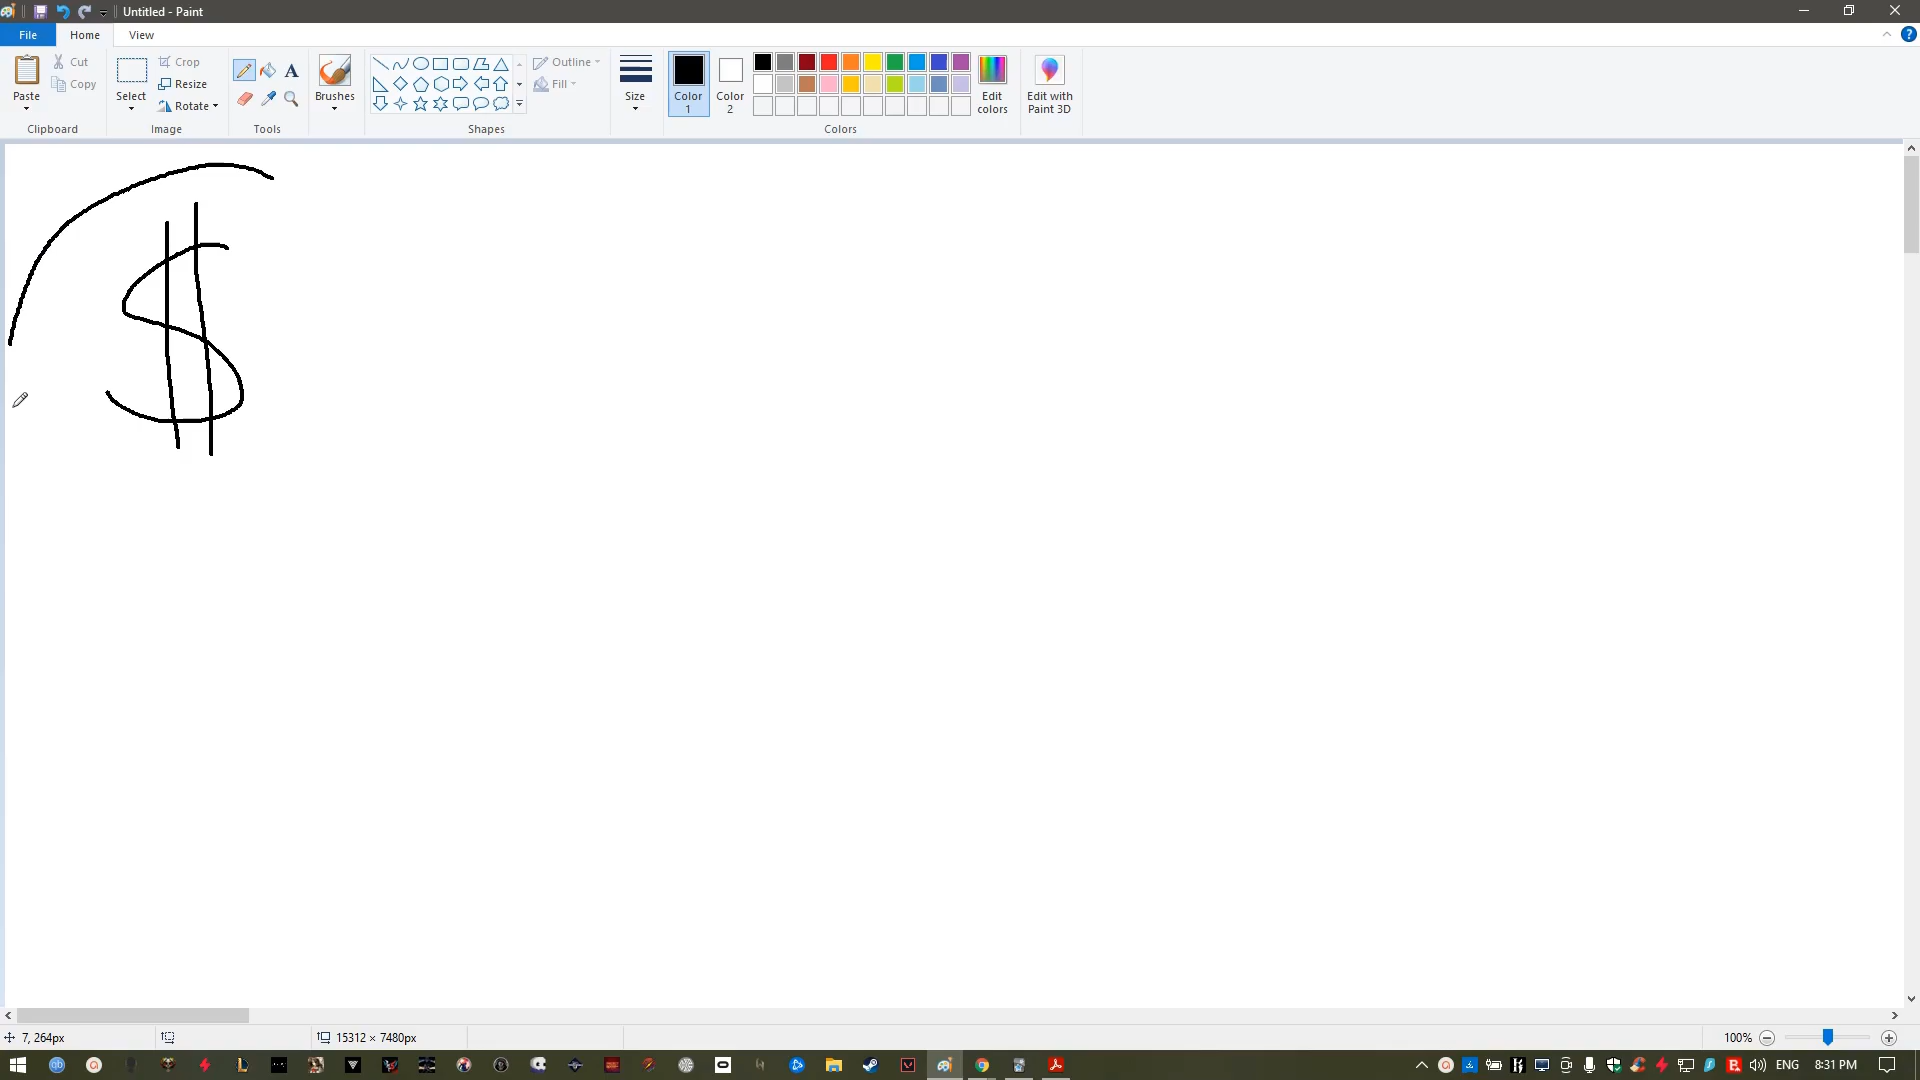 Untitled - Paint
File Home View
Paste
Cut
Copy
Clipboard
Select
Crop
Resize
Rotate
Image
A
Tools
Brushes
Shapes
Outline
Fill
Size
Color 1
Color 2
Colors
Edit colors
Edit with Paint 3D
$
7, 264px
15312 × 7480px
100%
ENG
8:31 PM